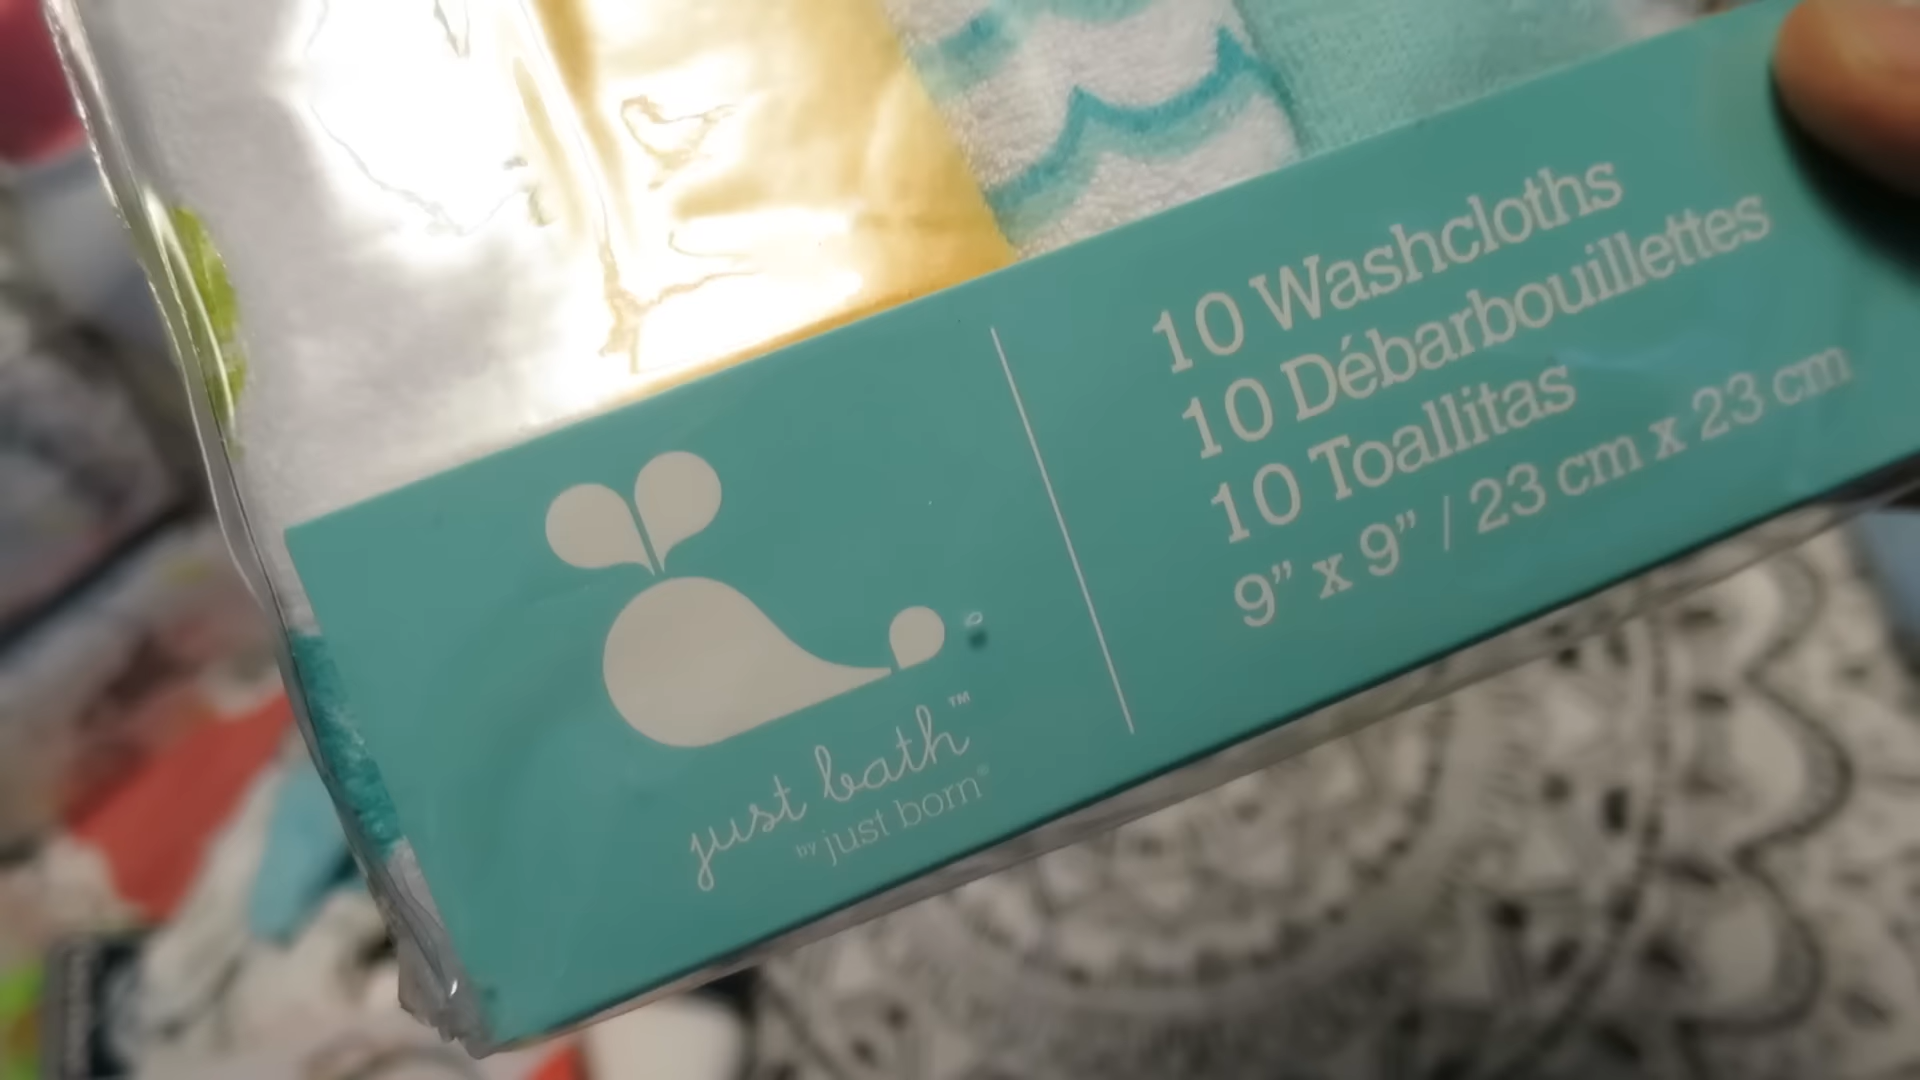 10 Washcloths
10 Débarbouillettes
10 Toallitas
9” x 9” / 23 cm x 23 cm
just bath™
by just born®